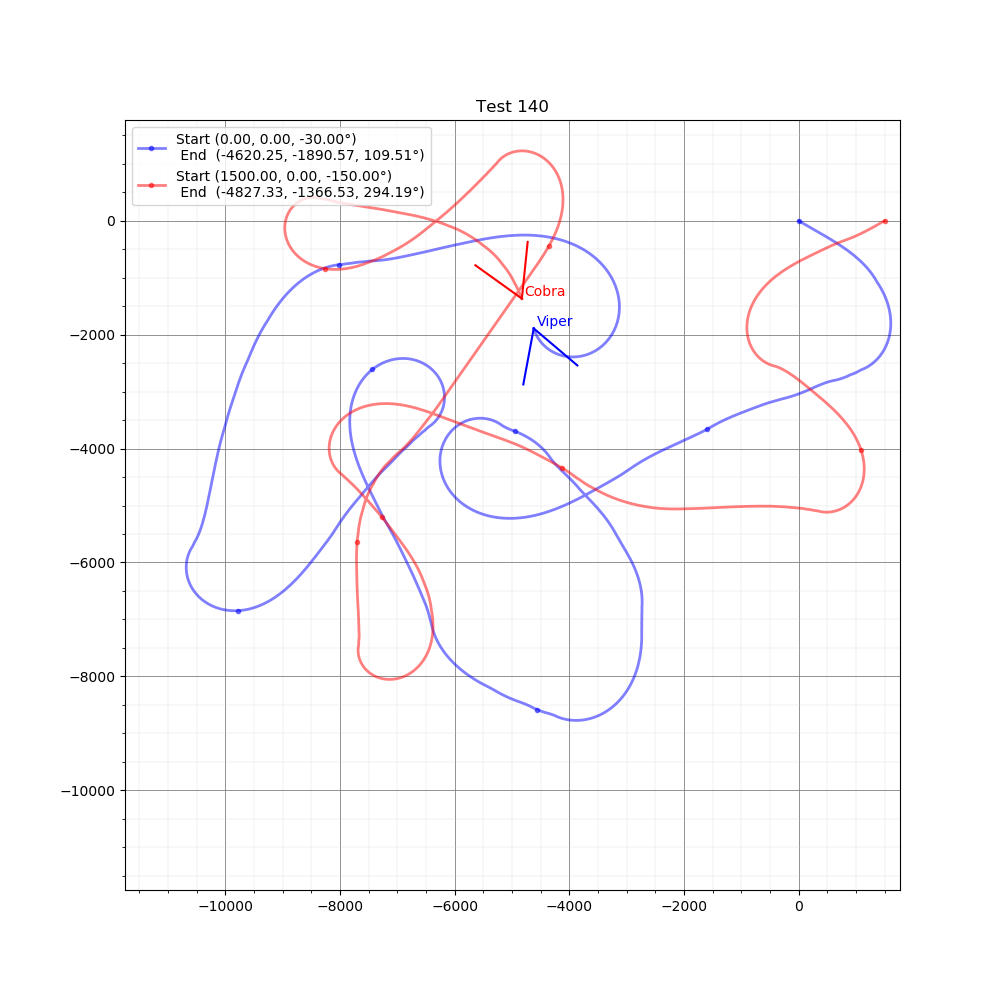 Test 140
Start (0.00, 0.00, -30.00°)
End (-4620.25, -1890.57, 109.51°)
Start (1500.00, 0.00, -150.00°)
End (-4827.33, -1366.53, 294.19°)
0
−2000
−4000
−6000
−8000
−10000
Cobra
Viper
−10000
−8000
−6000
−4000
−2000
0